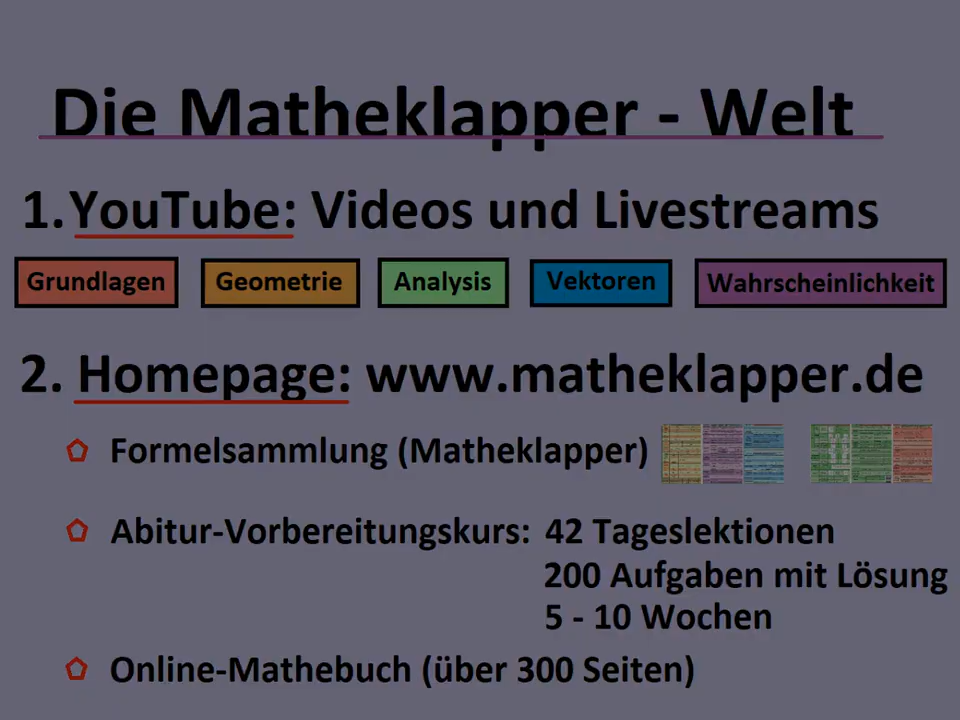 Die Matheklapper - Welt
1. YouTube: Videos und Livestreams
Grundlagen Geometrie Analysis Vektoren Wahrscheinlichkeit
2. Homepage: www.matheklapper.de
Formelsammlung (Matheklapper)
Abitur-Vorbereitungskurs: 42 Tageslektionen
200 Aufgaben mit Lösung
5 - 10 Wochen
Online-Mathebuch (über 300 Seiten)